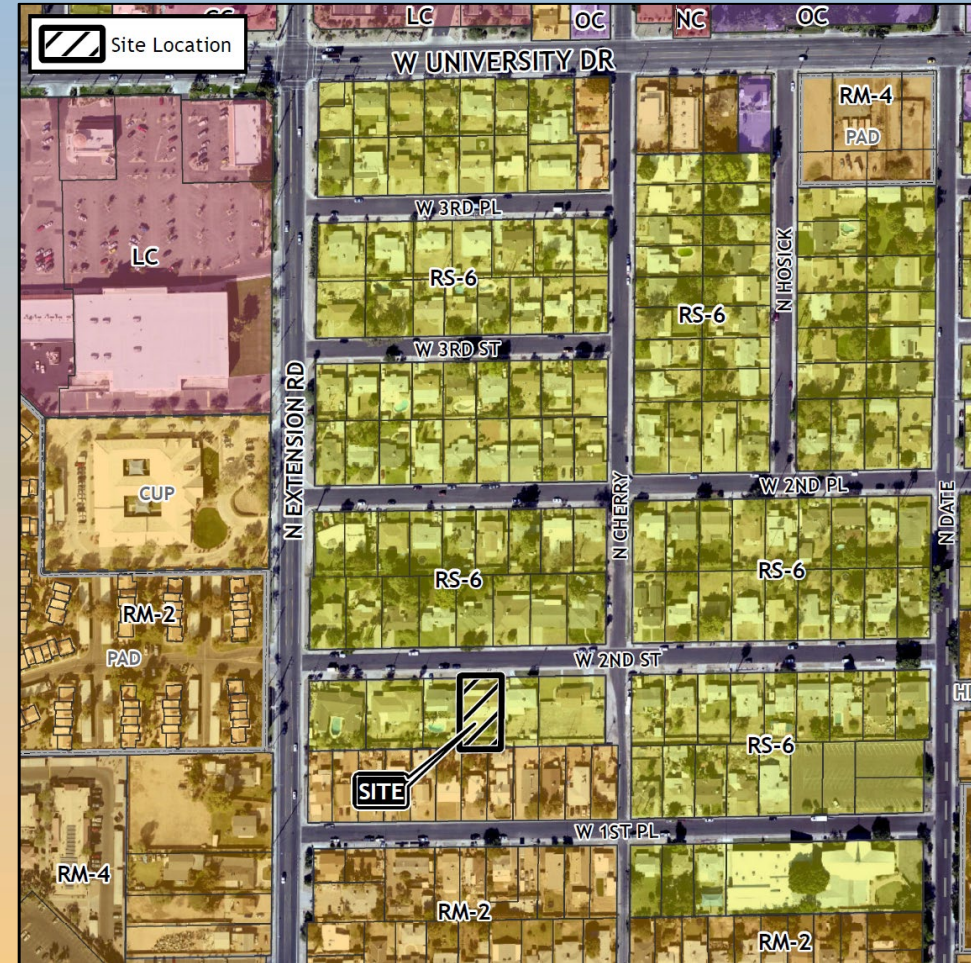 LC
OC
NC
OC
Site Location
W UNIVERSITY DR
RM-4
PAD
W 3RD PL
N HOSICK
LC
RS-6
RS-6
W 3RD ST
N EXTENSION RD
CUP
N CHERRY
W 2ND PL
N DATE
RS-6
RS-6
RM-2
PAD
W 2ND ST
RS-6
SITE
W 1ST PL
RM-4
RM-2
RM-2